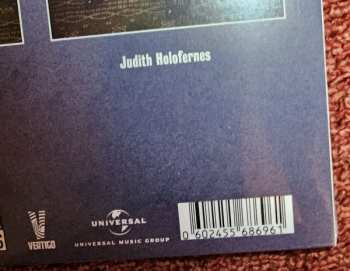 Judith Holofernes
VERTIGO
UNIVERSAL
UNIVERSAL MUSIC GROUP
0 602455 686961